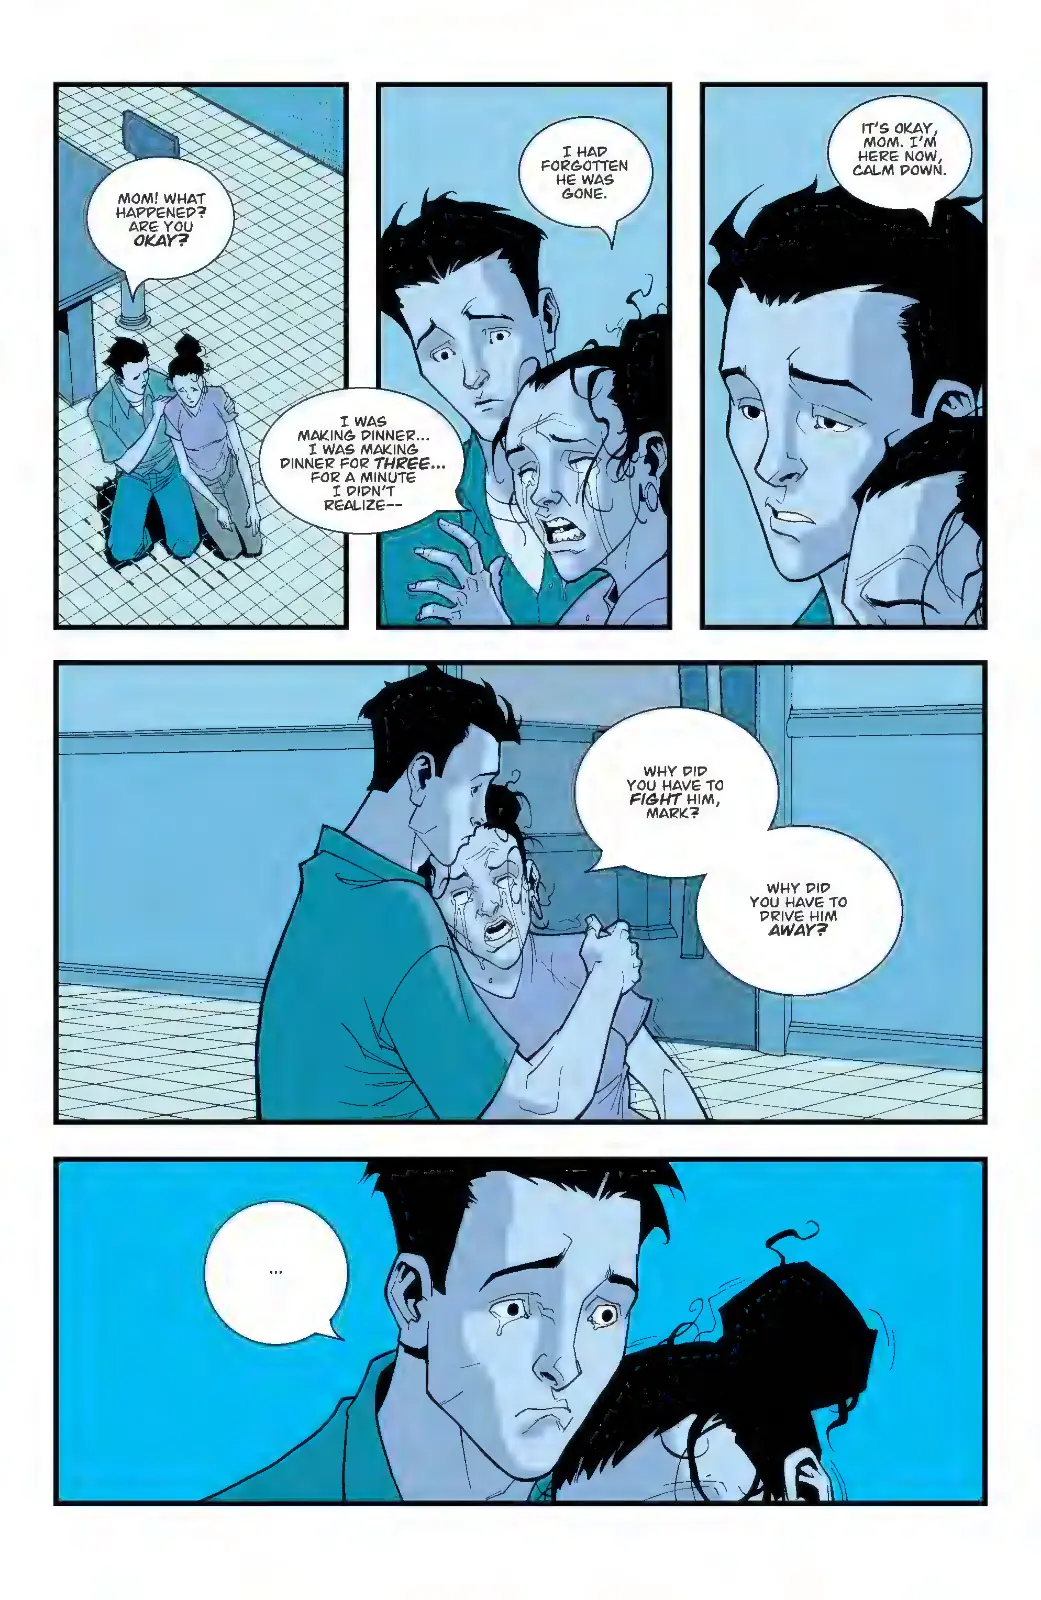 MOM! WHAT
HAPPENED?
ARE YOU
OKAY?
I HAD
FORGOTTEN
HE WAS
GONE.
I WAS
MAKING DINNER...
I WAS MAKING
DINNER FOR THREE...
FOR A MINUTE
I DIDN'T
REALIZE--
IT'S OKAY,
MOM. I'M
HERE NOW,
CALM DOWN.
WHY DID
YOU HAVE TO
FIGHT HIM,
MARK?
WHY DID
YOU HAVE TO
DRIVE HIM
AWAY?
...